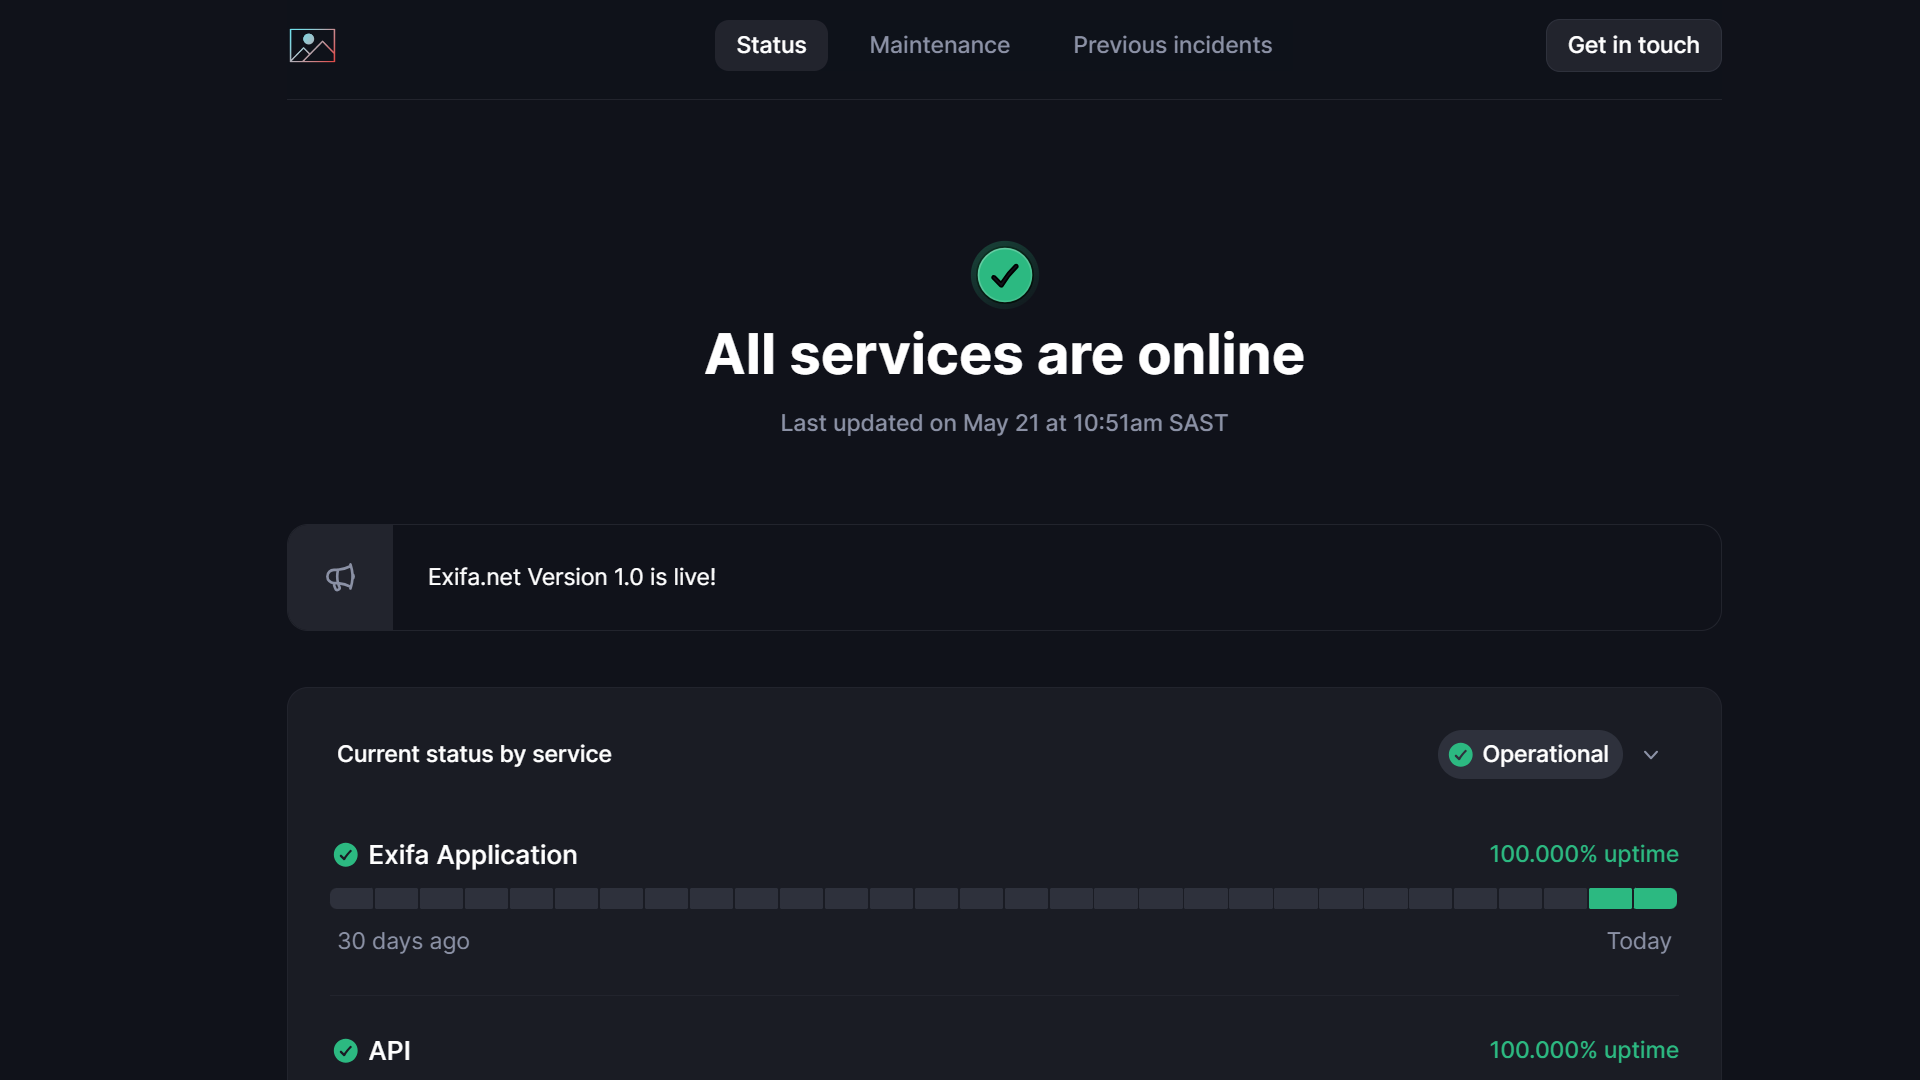 Status
Maintenance
Previous incidents
Get in touch
All services are online
Last updated on May 21 at 10:51am SAST
Exifa.net Version 1.0 is live!
Current status by service
Operational
Exifa Application
100.000% uptime
30 days ago
Today
API
100.000% uptime